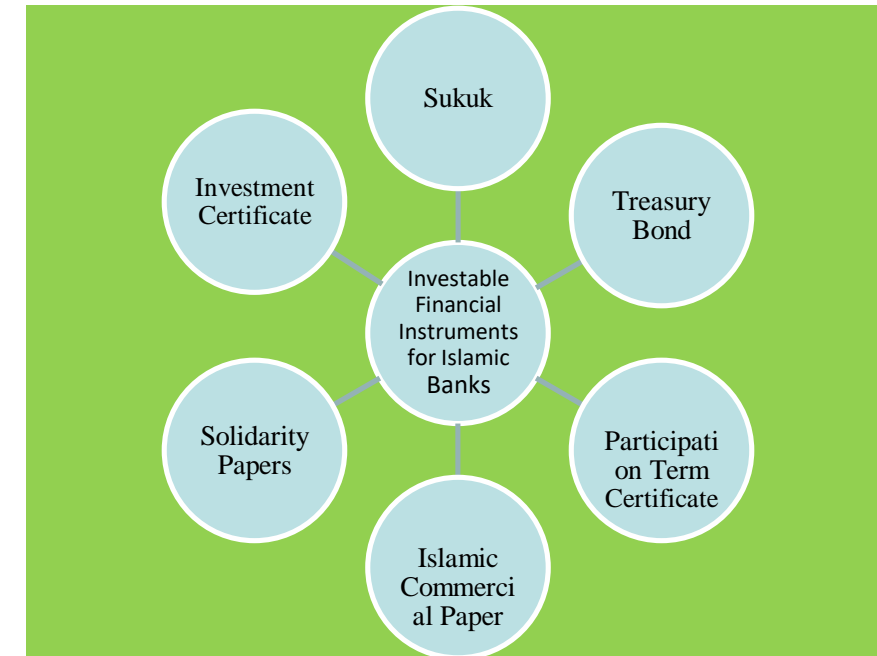 Sukuk
Investment
Certificate
Treasury
Bond
Investable
Financial
Instruments
for Islamic
Banks
Solidarity
Papers
Participati
on Term
Certificate
Islamic
Commerci
al Paper